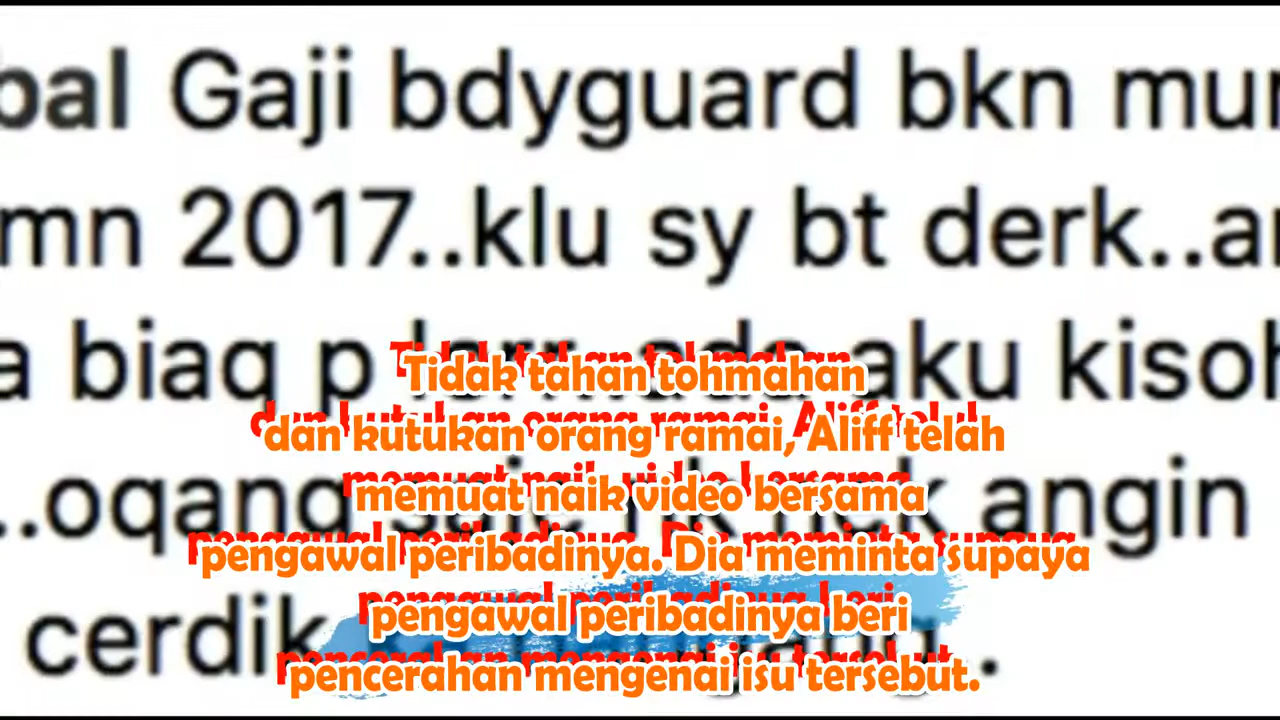 bal Gaji bdyguard bkn mur
mn 2017..klu sy bt derk..
a biaq p aku kisoh
..oqang angin
cerdik
Tidak tahan tohmahan
dan kutukan orang ramai, Aliff telah
memuat naik video bersama
pengawal peribadinya. Dia meminta supaya
pengawal peribadinya beri
pencerahan mengenai isu tersebut.